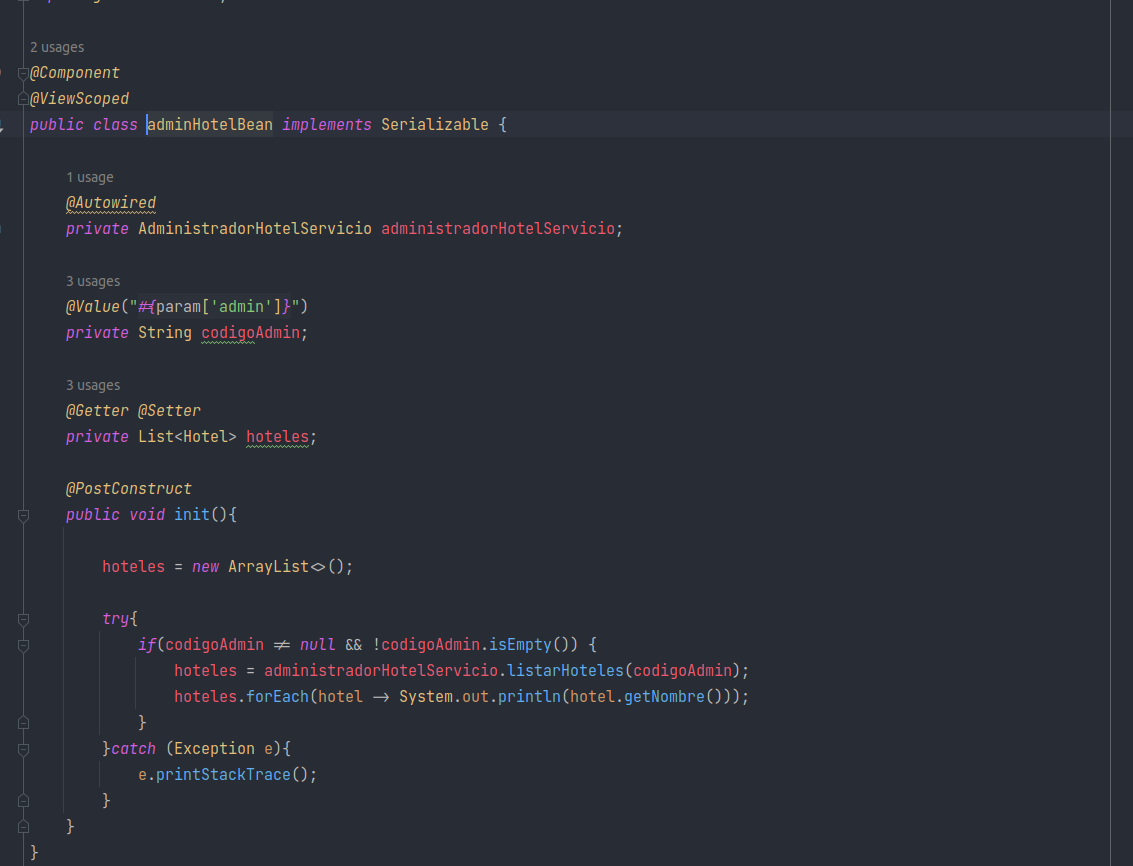 2 usages
@Component
@ViewScoped
public class adminHotelBean implements Serializable {
1 usage
@Autowired
private AdministradorHotelServicio administradorHotelServicio;
3 usages
@Value("#{param['admin']}")
private String codigoAdmin;
3 usages
@Getter @Setter
private List<Hotel> hoteles;
@PostConstruct
public void init(){
hoteles = new ArrayList<>();
try{
if(codigoAdmin != null && !codigoAdmin.isEmpty()) {
hoteles = administradorHotelServicio.listarHoteles(codigoAdmin);
hoteles.forEach(hotel -> System.out.println(hotel.getNombre()));
}
}catch (Exception e){
e.printStackTrace();
}
}
}